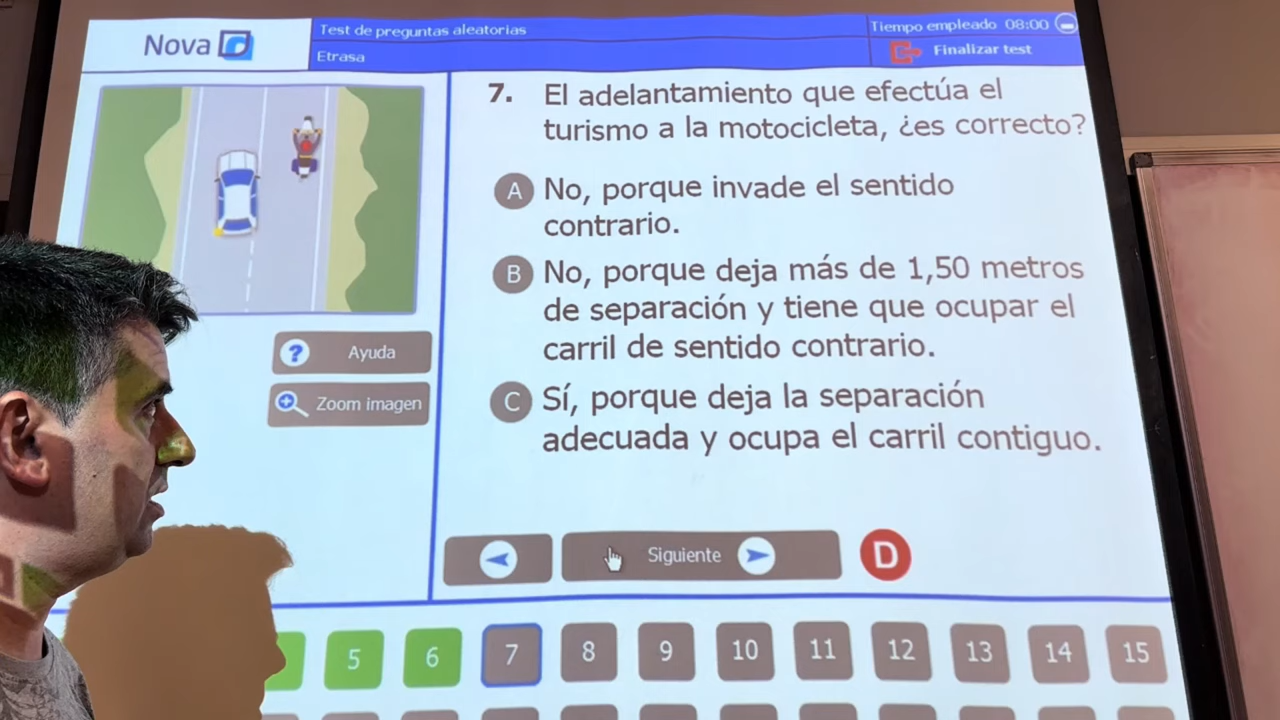 Nova
Test de preguntas aleatorias
Etrasa
Tiempo empleado 08:00
Finalizar test
7. El adelantamiento que efectúa el
turismo a la motocicleta, ¿es correcto?
A No, porque invade el sentido
contrario.
B No, porque deja más de 1,50 metros
de separación y tiene que ocupar el
carril de sentido contrario.
C Sí, porque deja la separación
adecuada y ocupa el carril contiguo.
? Ayuda
Zoom imagen
Siguiente
D
5 6 7 8 9 10 11 12 13 14 15